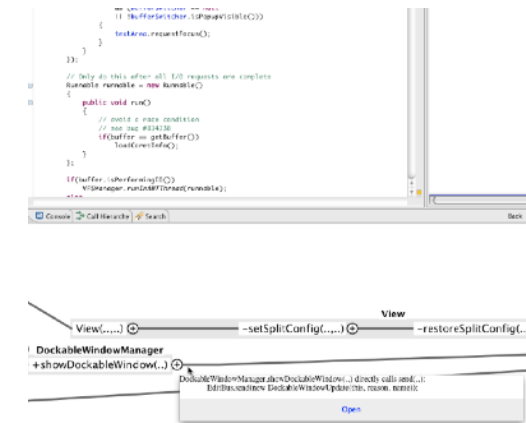 || !bufferSwitcher.isPopupVisible()))
{
textArea.requestFocus();
}
}
});
// Only do this after all I/O requests are complete
Runnable runnable = new Runnable()
{
public void run()
{
// avoid a race condition
// see bug #834338
if(buffer == getBuffer())
loadCaretInfo();
}
};
if(buffer.isPerformingIO())
VFSManager.runInAWTThread(runnable);
else
Console Call Hierarchy Search Back
View
View(..,..) -setSplitConfig(..,..) -restoreSplitConfig(..
DockableWindowManager
+showDockableWindow(..)
DockableWindowManager.showDockableWindow(..) directly calls send(..):
EditBus.send(new DockableWindowUpdate(this, reason, name));
Open